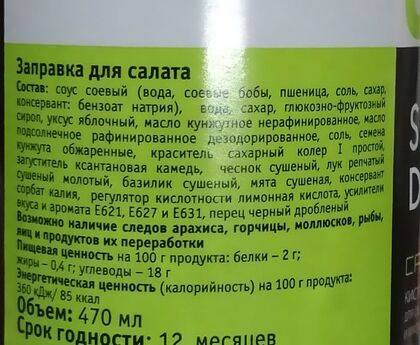 Заправка для салата
Состав: соус соевый (вода, соевые бобы, пшеница, соль, сахар,
консервант: бензоат натрия), вода, сахар, глюкозно-фруктозный
сироп, уксус яблочный, масло кунжутное нерафинированное, масло
подсолнечное рафинированное дезодорированное, соль, семена
кунжута обжаренные, краситель сахарный колер I простой,
загуститель ксантановая камедь, чеснок сушеный, лук репчатый
сушеный молотый, базилик сушеный, мята сушеная, консервант
сорбат калия, регулятор кислотности лимонная кислота, усилители
вкуса и аромата E621, E627 и E631, перец черный дробленый
Возможно наличие следов арахиса, горчицы, моллюсков, рыбы,
яиц и продуктов их переработки
Пищевая ценность на 100 г продукта: белки – 2 г;
жиры – 0,4 г; углеводы – 18 г
Энергетическая ценность (калорийность) на 100 г продукта:
360 кДж/ 85 ккал
Объем: 470 мл
Срок годности: 12 месяцев